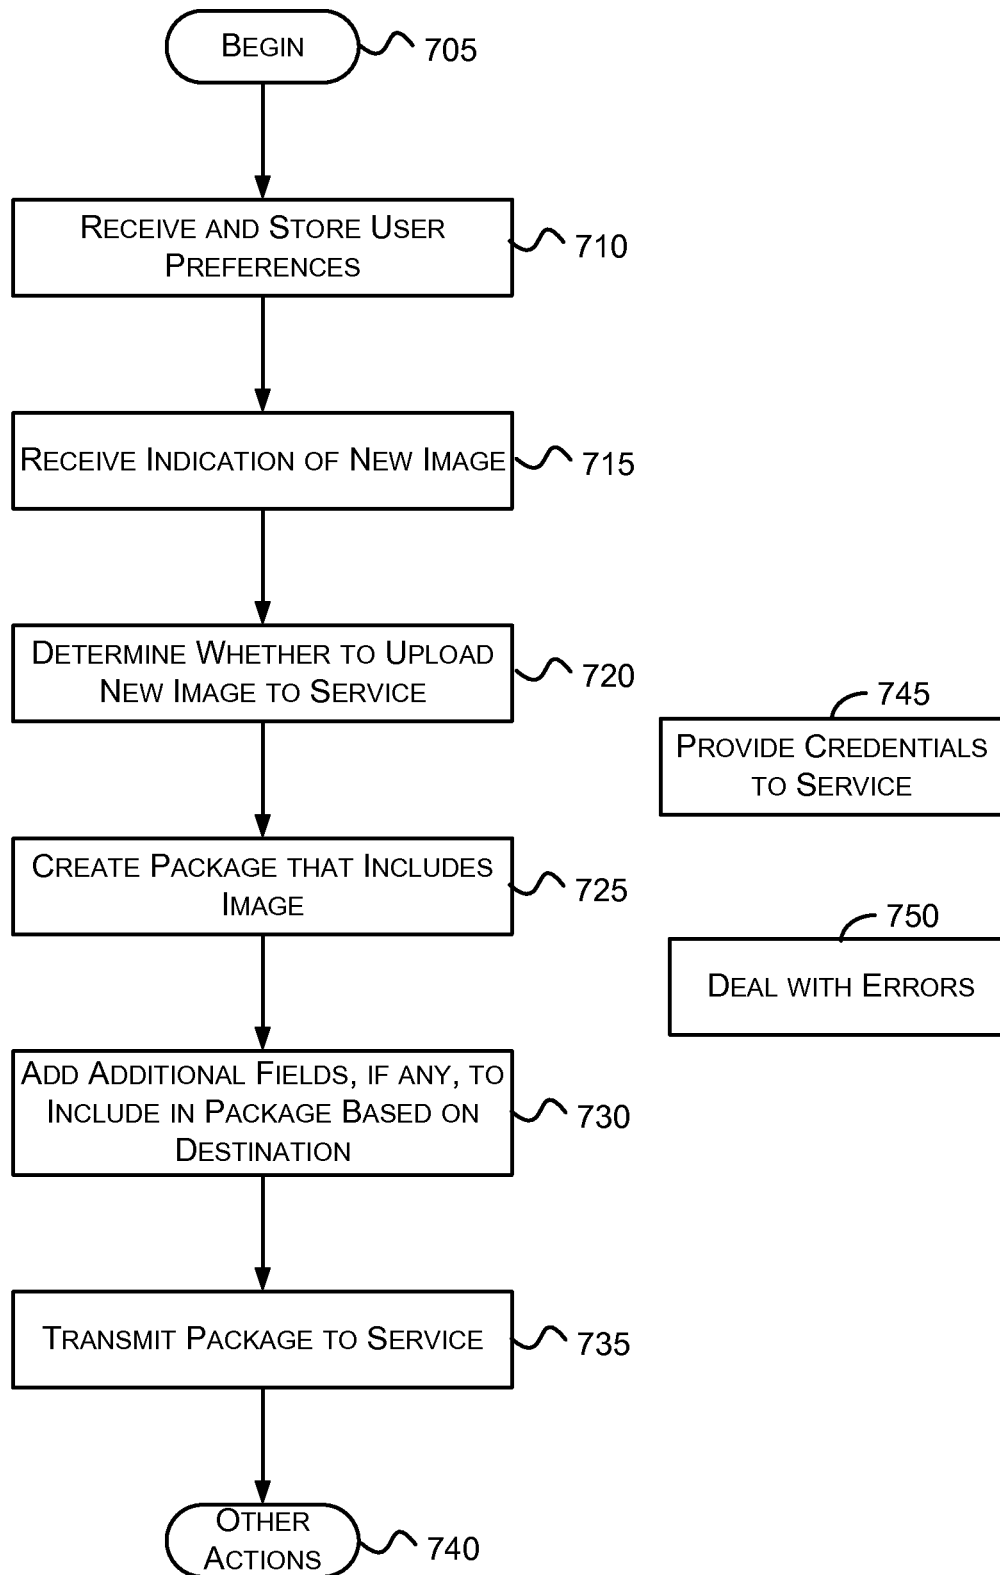 BEGIN
705
RECEIVE AND STORE USER
PREFERENCES
710
RECEIVE INDICATION OF NEW IMAGE
715
DETERMINE WHETHER TO UPLOAD
NEW IMAGE TO SERVICE
720
CREATE PACKAGE THAT INCLUDES
IMAGE
725
ADD ADDITIONAL FIELDS, IF ANY, TO
INCLUDE IN PACKAGE BASED ON
DESTINATION
730
TRANSMIT PACKAGE TO SERVICE
735
OTHER
ACTIONS
740
745
PROVIDE CREDENTIALS
TO SERVICE
750
DEAL WITH ERRORS